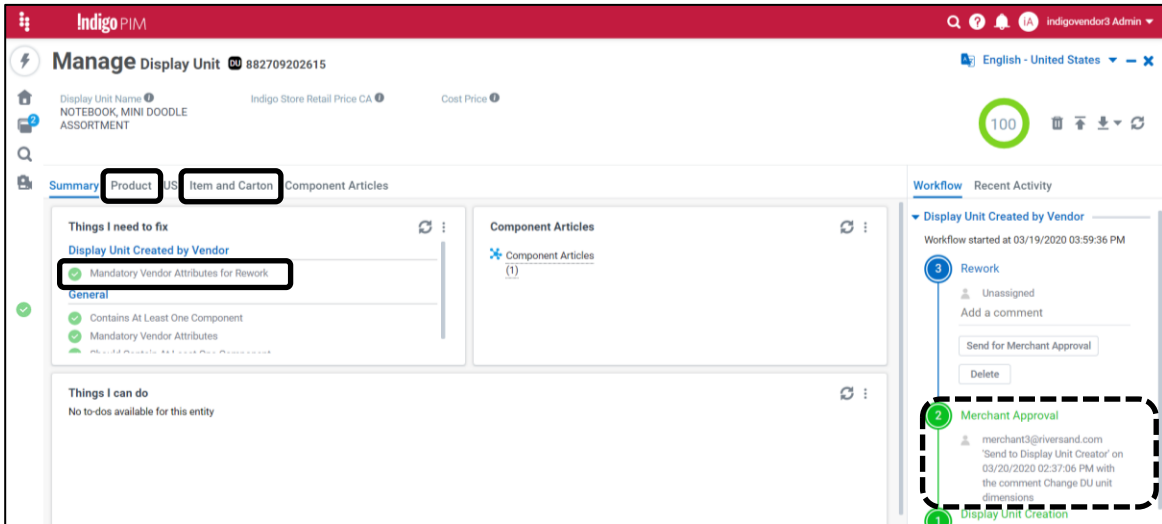 Indigo PIM
iA indigovendor3 Admin
Manage Display Unit DU 882709202615
English - United States
Display Unit Name
Indigo Store Retail Price CA
Cost Price
NOTEBOOK, MINI DOODLE
ASSORTMENT
2
100
Summary Product US Item and Carton Component Articles
Workflow Recent Activity
Things I need to fix
Display Unit Created by Vendor
Mandatory Vendor Attributes for Rework
General
Contains At Least One Component
Mandatory Vendor Attributes
Should Contain At Least One Component
Component Articles
Component Articles
(1)
Things I can do
No to-dos available for this entity
Display Unit Created by Vendor
Workflow started at 03/19/2020 03:59:36 PM
3 Rework
Unassigned
Add a comment
Send for Merchant Approval
Delete
2 Merchant Approval
merchant3@riversand.com
'Send to Display Unit Creator' on
03/20/2020 02:37:06 PM with
the comment Change DU unit
dimensions
1 Display Unit Creation